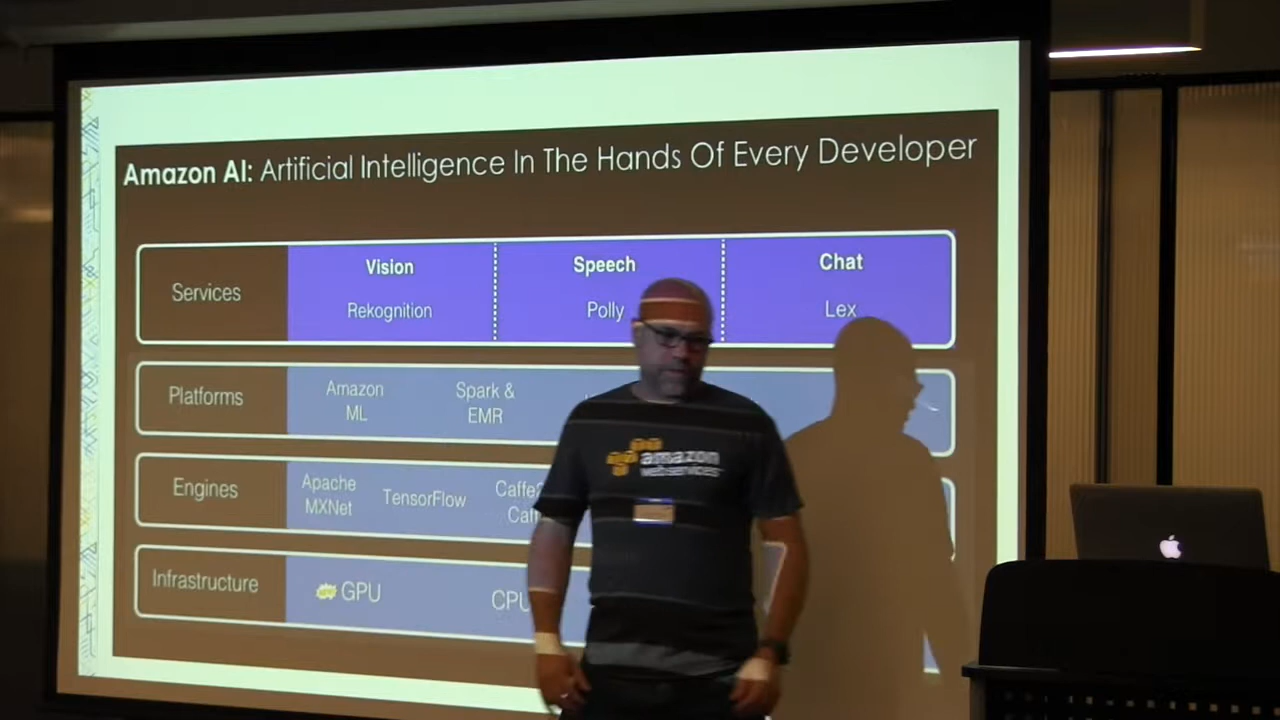 Amazon AI: Artificial Intelligence In The Hands Of Every Developer
Services
Vision
Rekognition
Speech
Polly
Chat
Lex
Platforms
Amazon
ML
Spark &
EMR
Engines
Apache
MXNet
TensorFlow
Infrastructure
GPU
CPU
amazon
web services